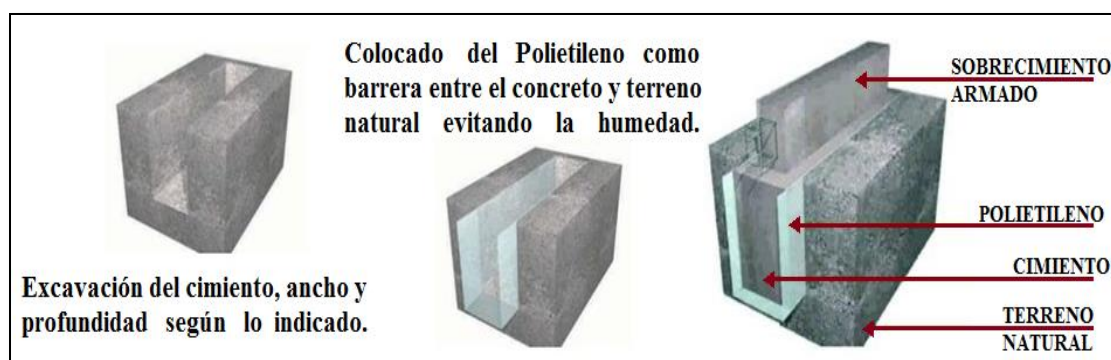 Colocado del Polietileno como
barrera entre el concreto y terreno
natural evitando la humedad.
Excavación del cimiento, ancho y
profundidad según lo indicado.
SOBRECIMIENTO
ARMADO
POLIETILENO
CIMIENTO
TERRENO
NATURAL